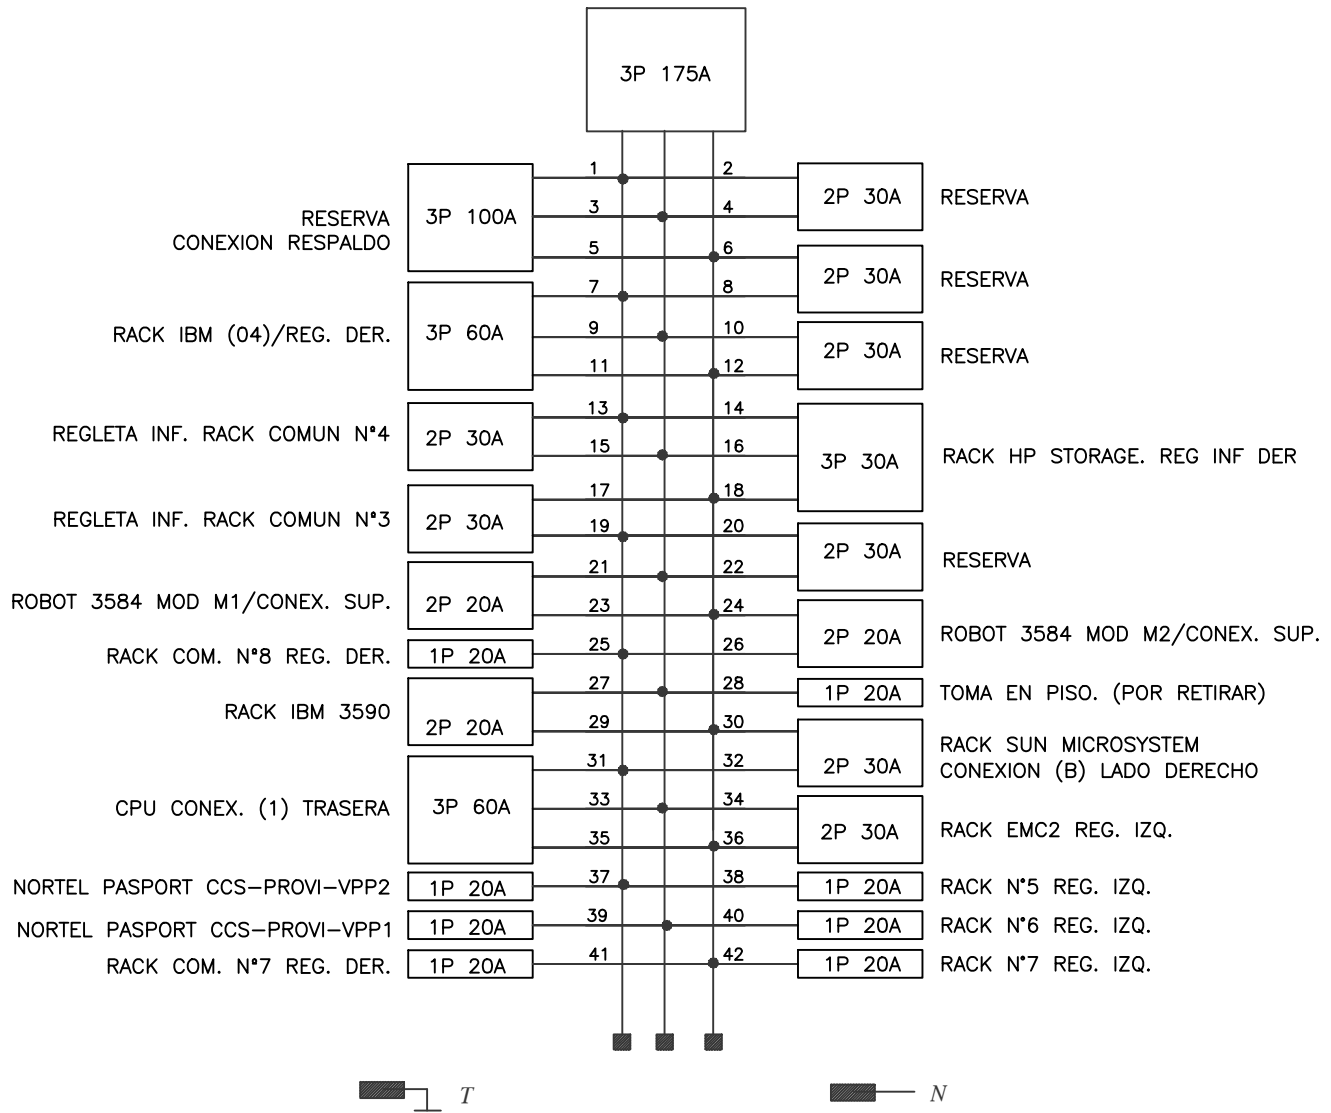 3P 175A
1
2
3P 100A
2P 30A
RESERVA
3
4
RESERVA
CONEXION RESPALDO
5
6
2P 30A
RESERVA
7
8
RACK IBM (04)/REG. DER.
3P 60A
9
10
2P 30A
RESERVA
11
12
13
14
REGLETA INF. RACK COMUN Nº4
2P 30A
15
16
3P 30A
RACK HP STORAGE. REG INF DER
17
18
REGLETA INF. RACK COMUN Nº3
2P 30A
19
20
2P 30A
RESERVA
21
22
ROBOT 3584 MOD M1/CONEX. SUP.
2P 20A
23
24
2P 20A
ROBOT 3584 MOD M2/CONEX. SUP.
RACK COM. Nº8 REG. DER.
1P 20A
25
26
27
28
1P 20A
TOMA EN PISO. (POR RETIRAR)
RACK IBM 3590
2P 20A
29
30
RACK SUN MICROSYSTEM
CONEXION (B) LADO DERECHO
2P 30A
31
32
CPU CONEX. (1) TRASERA
3P 60A
33
34
2P 30A
RACK EMC2 REG. IZQ.
35
36
NORTEL PASPORT CCS-PROVI-VPP2
1P 20A
37
38
1P 20A
RACK N°5 REG. IZQ.
NORTEL PASPORT CCS-PROVI-VPP1
1P 20A
39
40
1P 20A
RACK N°6 REG. IZQ.
RACK COM. Nº7 REG. DER.
1P 20A
41
42
1P 20A
RACK N°7 REG. IZQ.
T
N